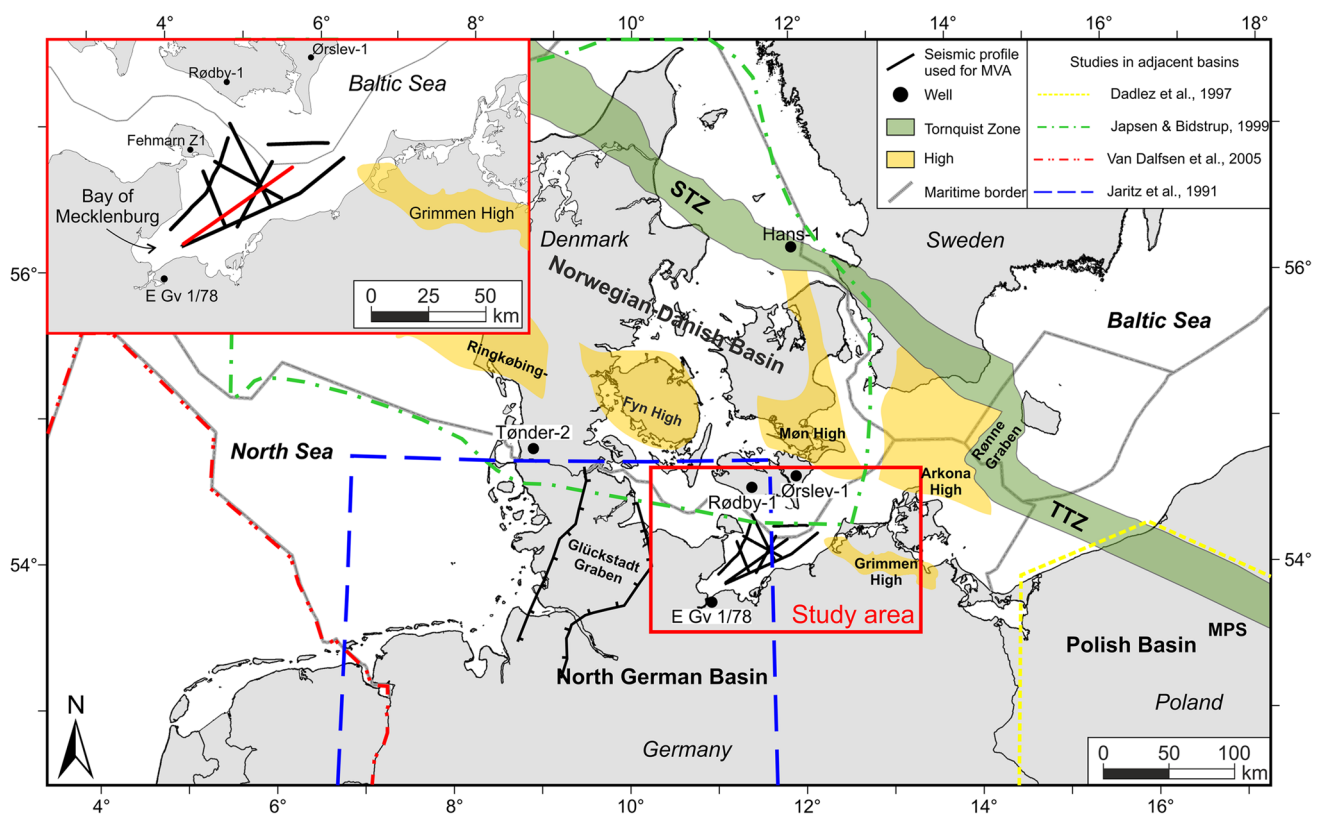 4°
6°
8°
10°
12°
14°
16°
18°
Ørslev-1
Rødby-1
Baltic Sea
Fehmarn Z1
Bay of
Mecklenburg
Grimmen High
E Gv 1/78
0 25 50
km
Seismic profile
used for MVA
Well
Tornquist Zone
High
Maritime border
Studies in adjacent basins
Dadlez et al., 1997
Japsen & Bidstrup, 1999
Van Dalfsen et al., 2005
Jaritz et al., 1991
STZ
Hans-1
Denmark
Sweden
56°
56°
Norwegian-Danish Basin
Baltic Sea
Ringkøbing-
Fyn High
Møn High
Rønne
Graben
North Sea
Tønder-2
Arkona
High
Rødby-1
Ørslev-1
TTZ
Glückstadt
Graben
54°
54°
Grimmen
High
E Gv 1/78
Study area
MPS
Polish Basin
North German Basin
Poland
N
Germany
0 50 100
km
4°
6°
8°
10°
12°
14°
16°